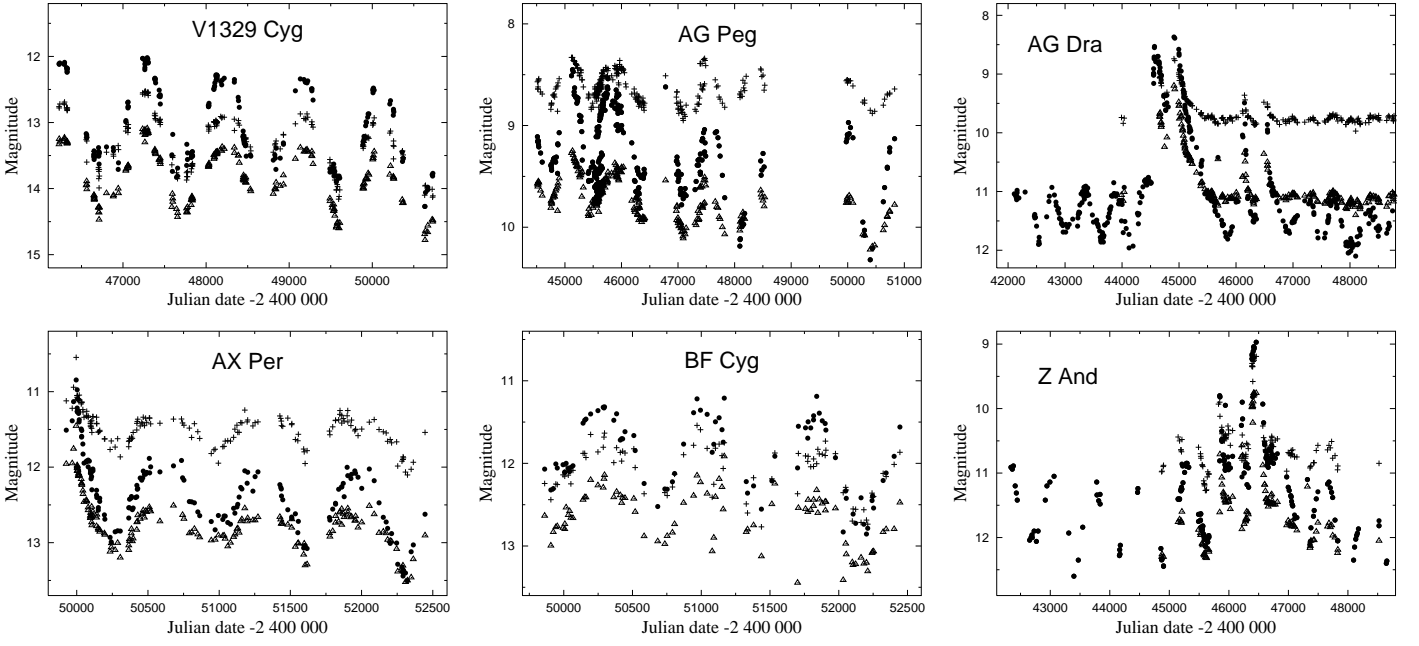 V1329 Cyg
Magnitude
12
13
14
15
47000 48000 49000 50000
Julian date -2 400 000
AG Peg
Magnitude
8
9
10
45000 46000 47000 48000 49000 50000 51000
Julian date -2 400 000
AG Dra
Magnitude
8
9
10
11
12
42000 43000 44000 45000 46000 47000 48000
Julian date -2 400 000
AX Per
Magnitude
11
12
13
50000 50500 51000 51500 52000 52500
Julian date -2 400 000
BF Cyg
Magnitude
11
12
13
50000 50500 51000 51500 52000 52500
Julian date -2 400 000
Z And
Magnitude
9
10
11
12
43000 44000 45000 46000 47000 48000
Julian date -2 400 000